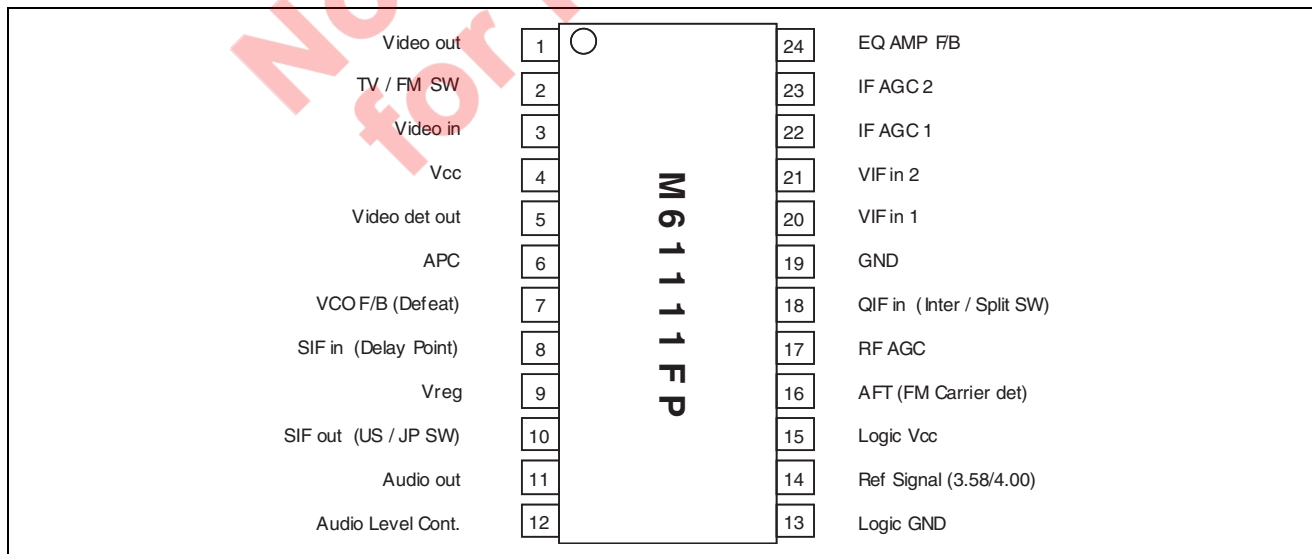 No
for
Video out 1 24 EQ AMP F/B
TV / FM SW 2 23 IF AGC 2
Video in 3 22 IF AGC 1
Vcc 4 21 VIF in 2
Video det out 5 20 VIF in 1
APC 6 19 GND
VCO F/B (Defeat) 7 18 QIF in (Inter / Split SW)
SIF in (Delay Point) 8 17 RF AGC
Vreg 9 16 AFT (FM Carrier det)
SIF out (US / JP SW) 10 15 Logic Vcc
Audio out 11 14 Ref Signal (3.58/4.00)
Audio Level Cont. 12 13 Logic GND
M61111FP